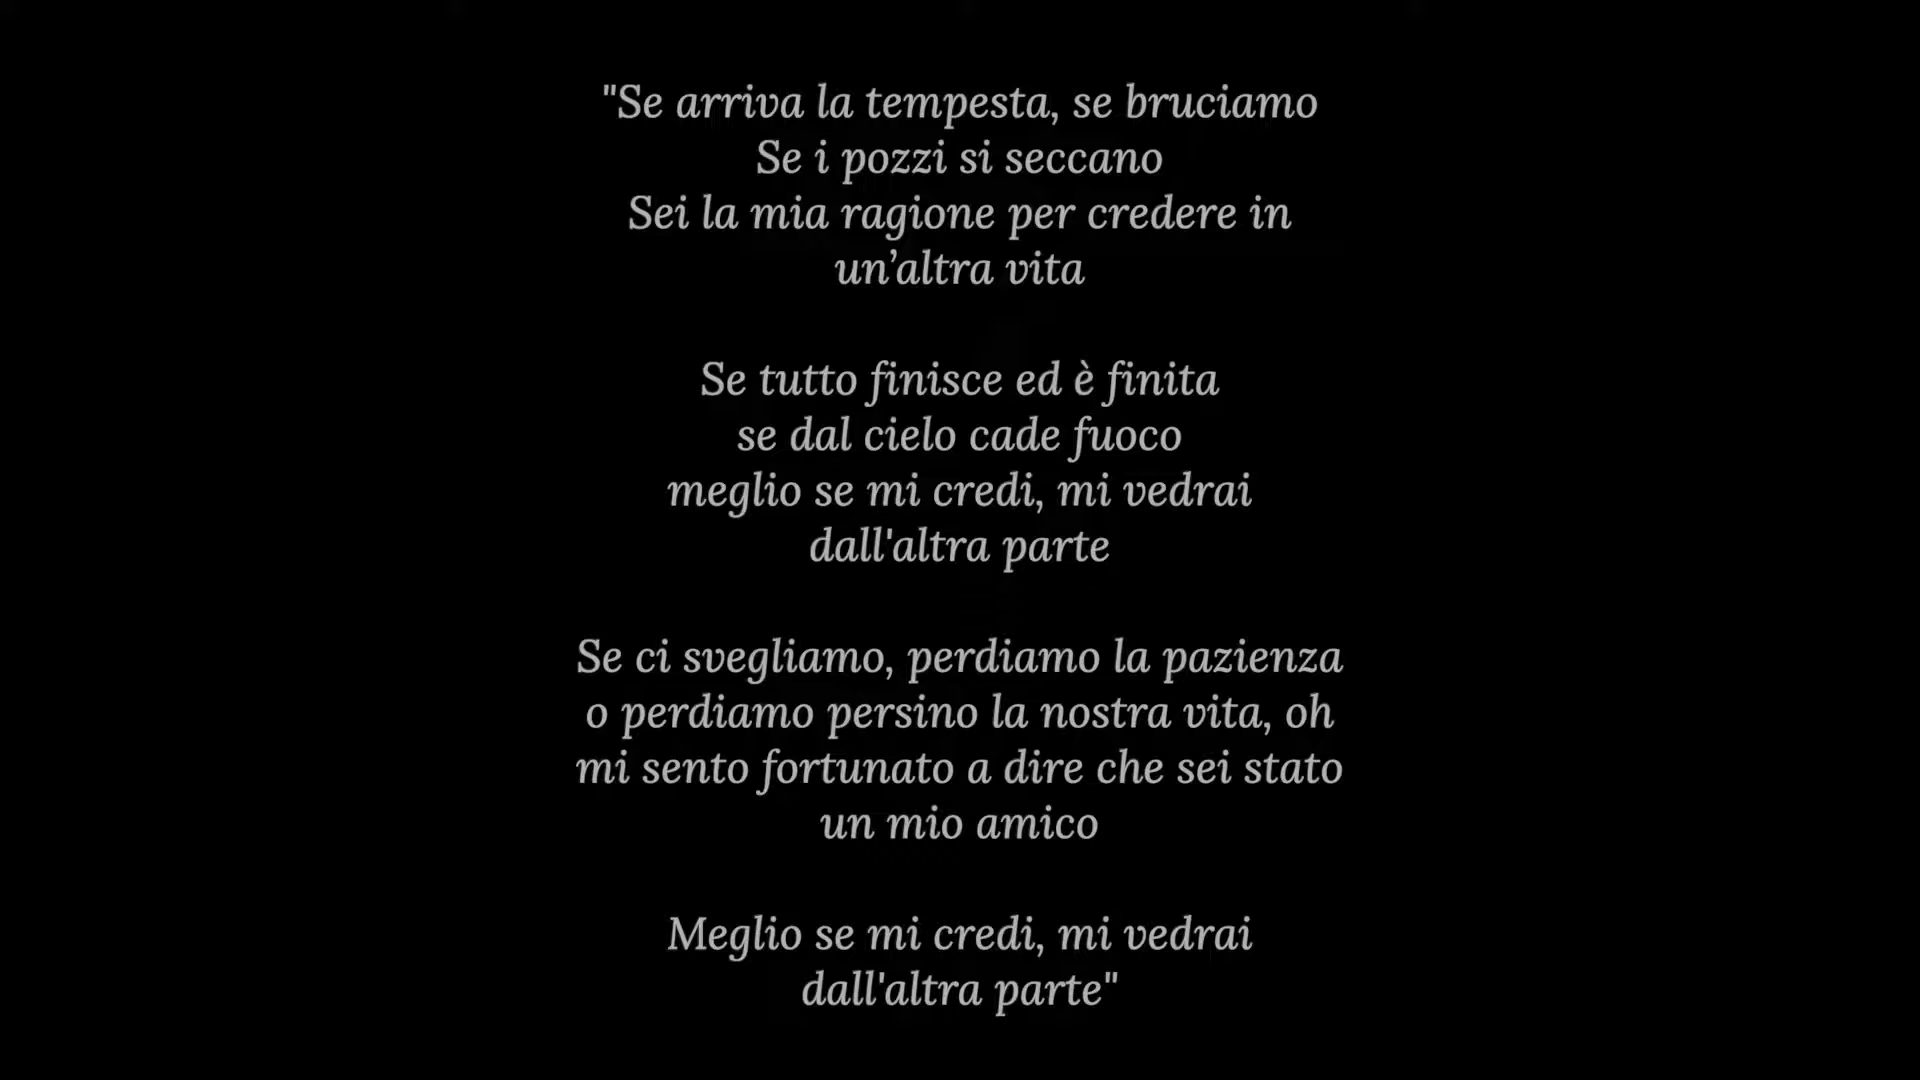 "Se arriva la tempesta, se bruciamo
Se i pozzi si seccano
Sei la mia ragione per credere in
un’altra vita
Se tutto finisce ed è finita
se dal cielo cade fuoco
meglio se mi credi, mi vedrai
dall'altra parte
Se ci svegliamo, perdiamo la pazienza
o perdiamo persino la nostra vita, oh
mi sento fortunato a dire che sei stato
un mio amico
Meglio se mi credi, mi vedrai
dall'altra parte"